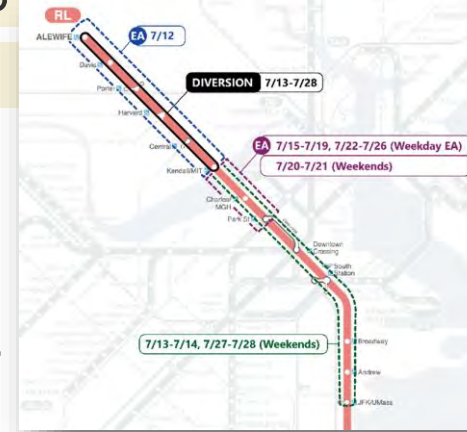 RL
ALEWIFE
EA 7/12
Davis
Porter
DIVERSION 7/13-7/28
Harvard
Central
EA 7/15-7/19, 7/22-7/26 (Weekday EA)
7/20-7/21 (Weekends)
Kendall/MIT
Charles/
MGH
Park St
Downtown
Crossing
South
Station
7/13-7/14, 7/27-7/28 (Weekends)
Broadway
Andrew
JFK/UMass